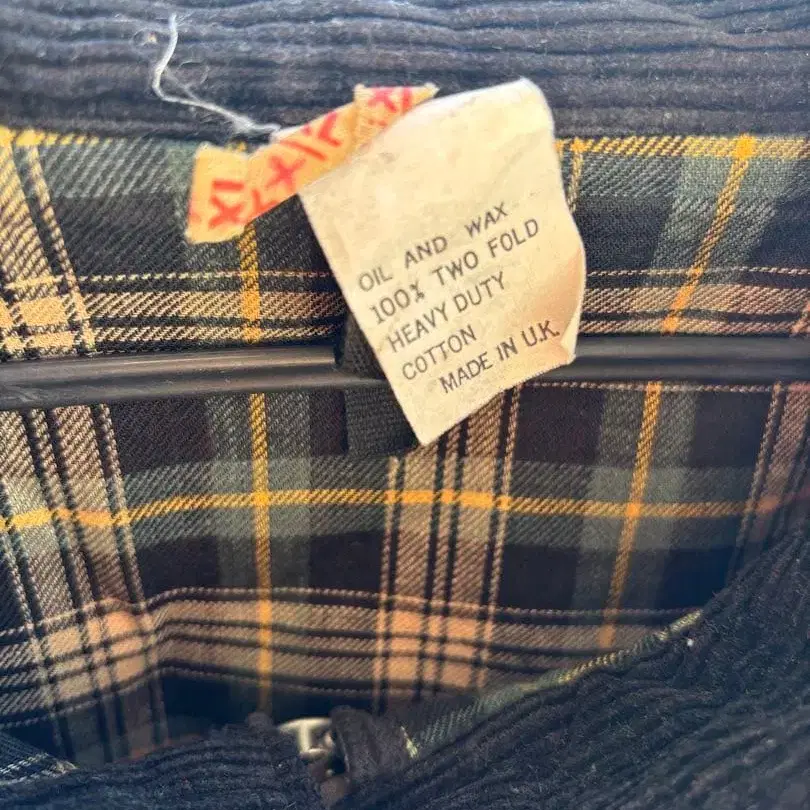 OIL AND WAX
100% TWO FOLD
HEAVY DUTY
COTTON
MADE IN U.K.